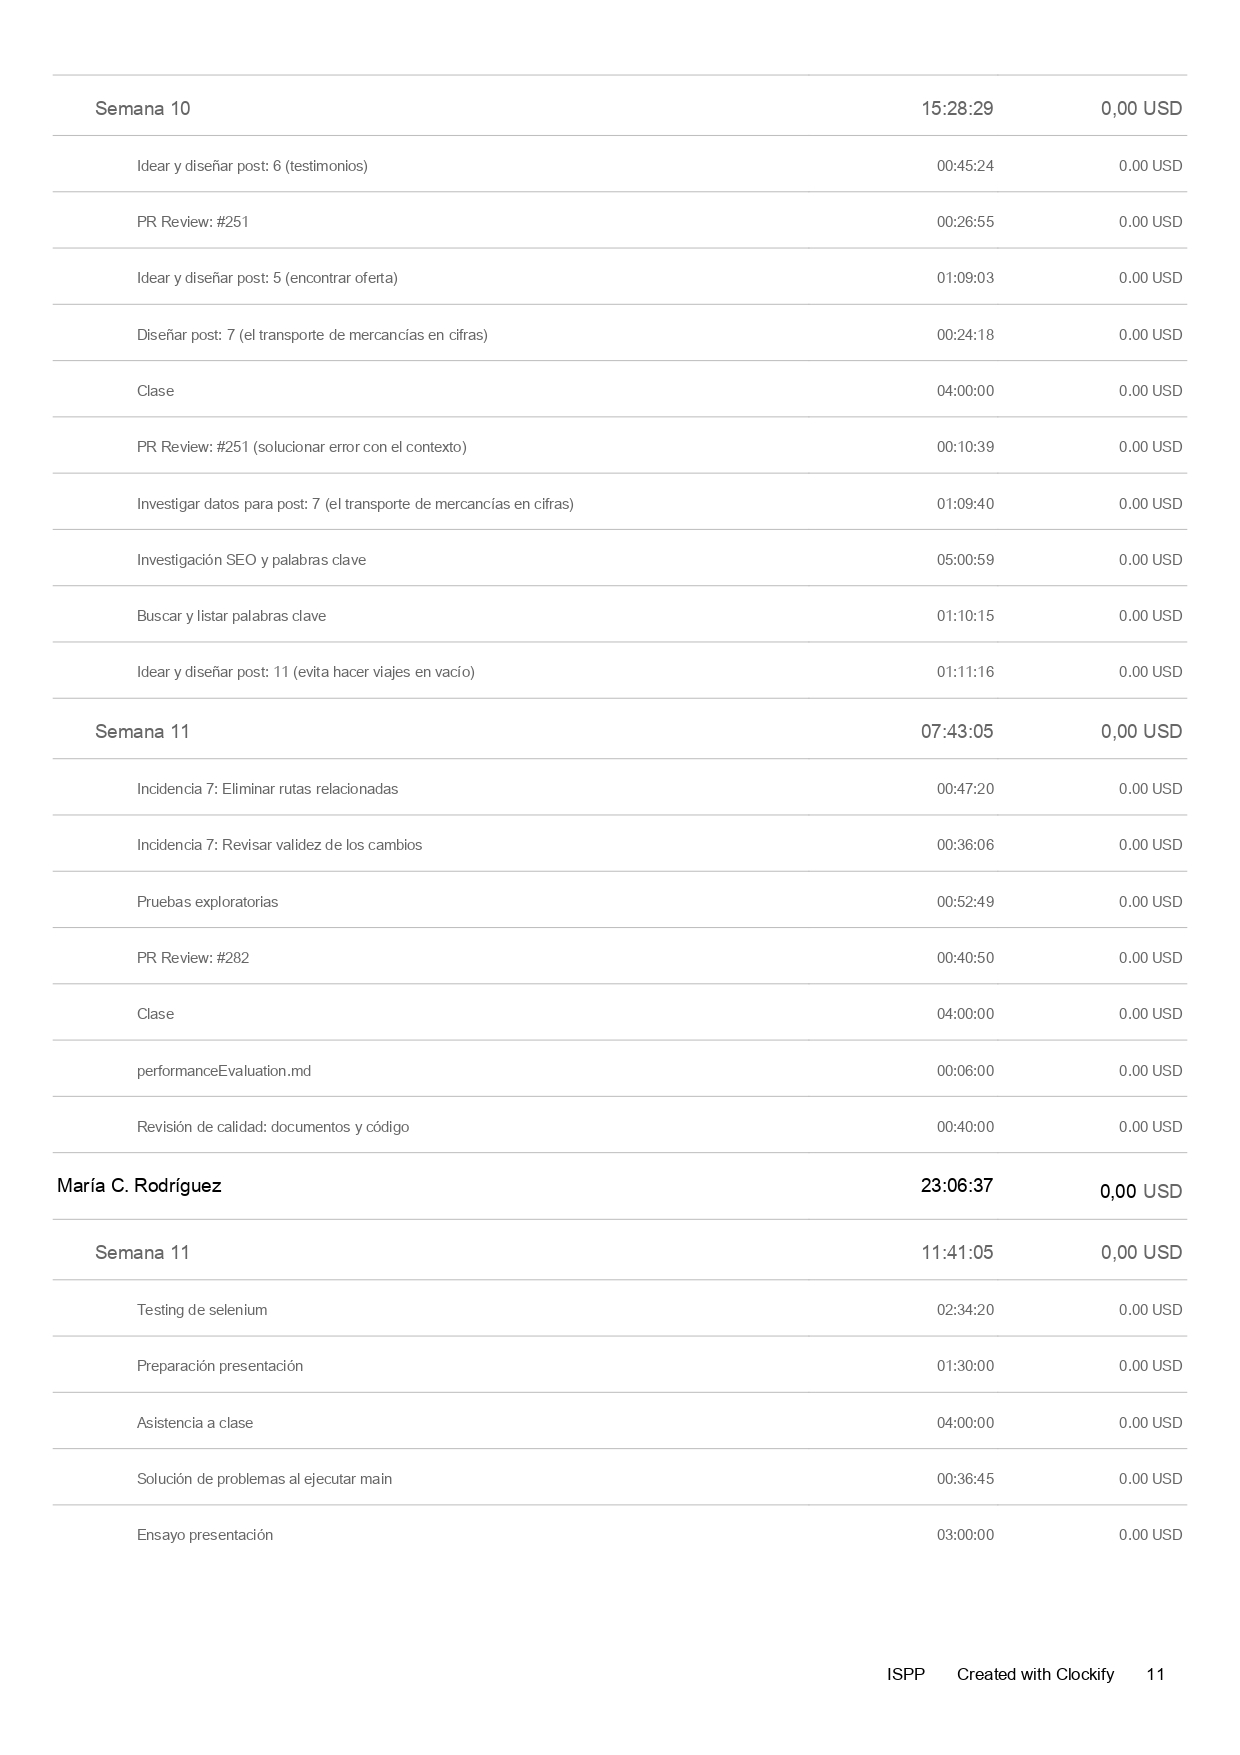 Semana 10 15:28:29 0,00 USD
Idear y diseñar post: 6 (testimonios) 00:45:24 0.00 USD
PR Review: #251 00:26:55 0.00 USD
Idear y diseñar post: 5 (encontrar oferta) 01:09:03 0.00 USD
Diseñar post: 7 (el transporte de mercancías en cifras) 00:24:18 0.00 USD
Clase 04:00:00 0.00 USD
PR Review: #251 (solucionar error con el contexto) 00:10:39 0.00 USD
Investigar datos para post: 7 (el transporte de mercancías en cifras) 01:09:40 0.00 USD
Investigación SEO y palabras clave 05:00:59 0.00 USD
Buscar y listar palabras clave 01:10:15 0.00 USD
Idear y diseñar post: 11 (evita hacer viajes en vacío) 01:11:16 0.00 USD
Semana 11 07:43:05 0,00 USD
Incidencia 7: Eliminar rutas relacionadas 00:47:20 0.00 USD
Incidencia 7: Revisar validez de los cambios 00:36:06 0.00 USD
Pruebas exploratorias 00:52:49 0.00 USD
PR Review: #282 00:40:50 0.00 USD
Clase 04:00:00 0.00 USD
performanceEvaluation.md 00:06:00 0.00 USD
Revisión de calidad: documentos y código 00:40:00 0.00 USD
María C. Rodríguez 23:06:37 0,00 USD
Semana 11 11:41:05 0,00 USD
Testing de selenium 02:34:20 0.00 USD
Preparación presentación 01:30:00 0.00 USD
Asistencia a clase 04:00:00 0.00 USD
Solución de problemas al ejecutar main 00:36:45 0.00 USD
Ensayo presentación 03:00:00 0.00 USD
ISPP Created with Clockify 11